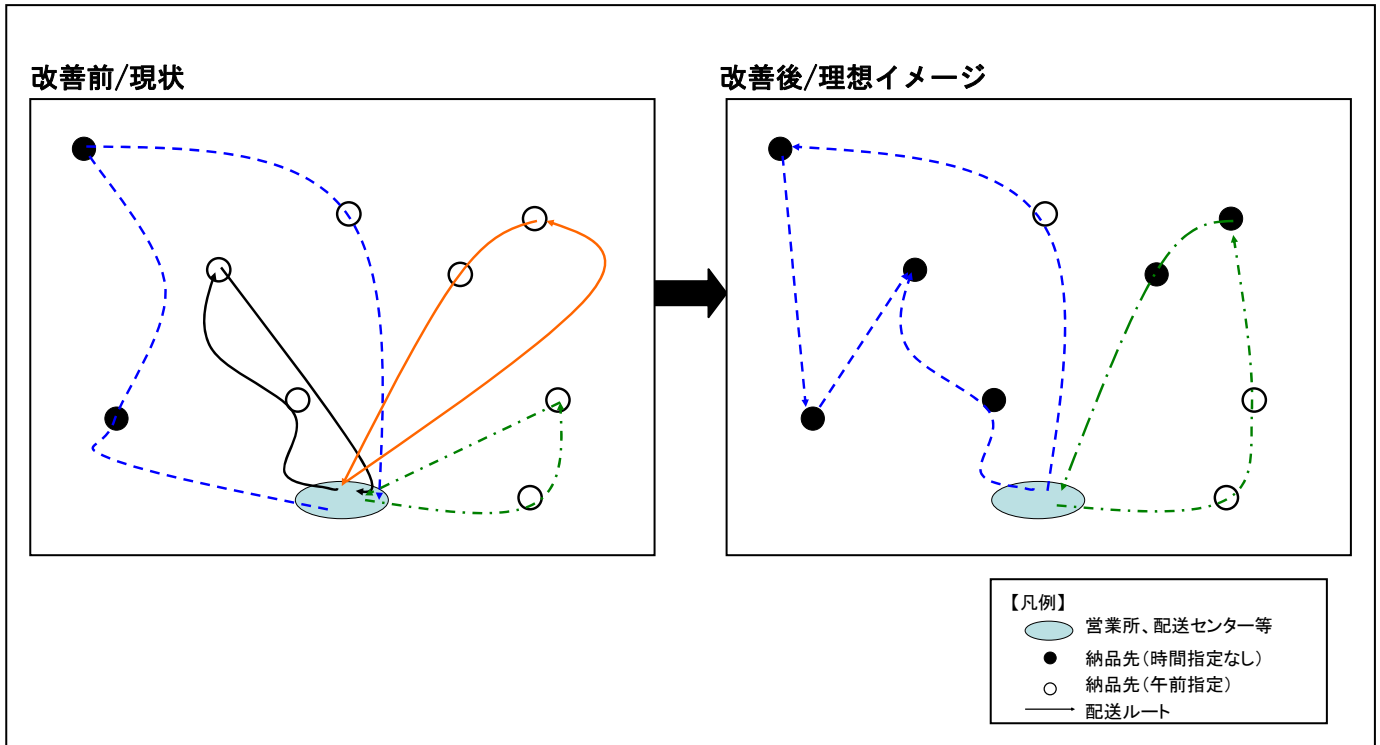 改善前/現状
改善後/理想イメージ
【凡例】
営業所、配送センター等
納品先(時間指定なし)
納品先(午前指定)
配送ルート